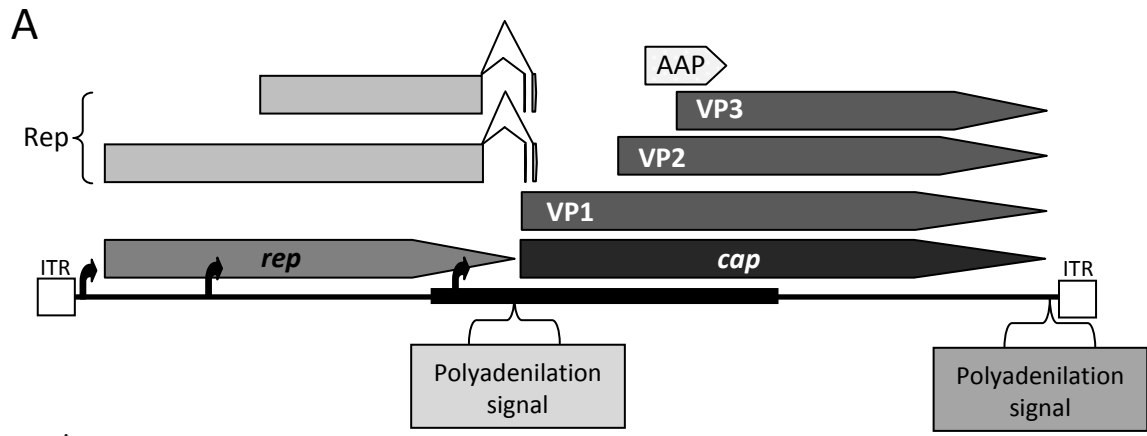 A
AAP
VP3
Rep
VP2
VP1
ITR
rep
cap
ITR
Polyadenilation
signal
Polyadenilation
signal